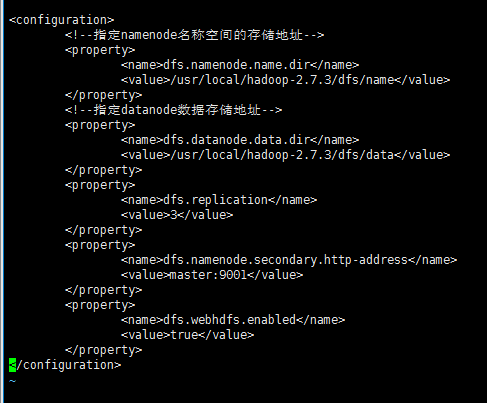 <configuration>
<!--指定namenode名称空间的存储地址-->
<property>
<name>dfs.namenode.name.dir</name>
<value>/usr/local/hadoop-2.7.3/dfs/name</value>
</property>
<!--指定datanode数据存储地址-->
<property>
<name>dfs.datanode.data.dir</name>
<value>/usr/local/hadoop-2.7.3/dfs/data</value>
</property>
<property>
<name>dfs.replication</name>
<value>3</value>
</property>
<property>
<name>dfs.namenode.secondary.http-address</name>
<value>master:9001</value>
</property>
<property>
<name>dfs.webhdfs.enabled</name>
<value>true</value>
</property>
</configuration>
~